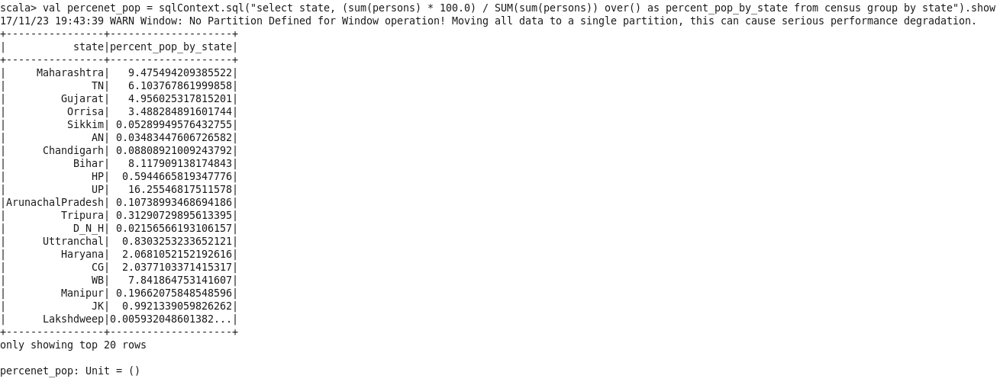 scala> val percenet_pop = sqlContext.sql("select state, (sum(persons) * 100.0) / SUM(sum(persons)) over() as percent_pop_by_state from census group by state").show
17/11/23 19:43:39 WARN Window: No Partition Defined for Window operation! Moving all data to a single partition, this can cause serious performance degradation.
+----------------+--------------------+
|           state|percent_pop_by_state|
+----------------+--------------------+
|     Maharashtra|   9.475494209385522|
|              TN|   6.103767861999858|
|         Gujarat|   4.956025317815201|
|          Orrisa|   3.488284891601744|
|          Sikkim| 0.05289949576432755|
|              AN| 0.03483447606726582|
|      Chandigarh| 0.08808921009243792|
|           Bihar|   8.117909138174843|
|              HP|  0.5944665819347776|
|              UP|  16.25546817511578|
|ArunachalPradesh| 0.10738993468694186|
|         Tripura| 0.31290729895613395|
|           D_N_H| 0.02156566193106157|
|      Uttranchal|  0.8303253233652121|
|         Haryana|  2.0681052152192616|
|              CG|  2.0377103371415317|
|              WB|   7.841864753141607|
|         Manipur| 0.19662075848548596|
|              JK|  0.9921339059826262|
|      Lakshdweep|0.005932048601382...|
+----------------+--------------------+
only showing top 20 rows
percenet_pop: Unit = ()